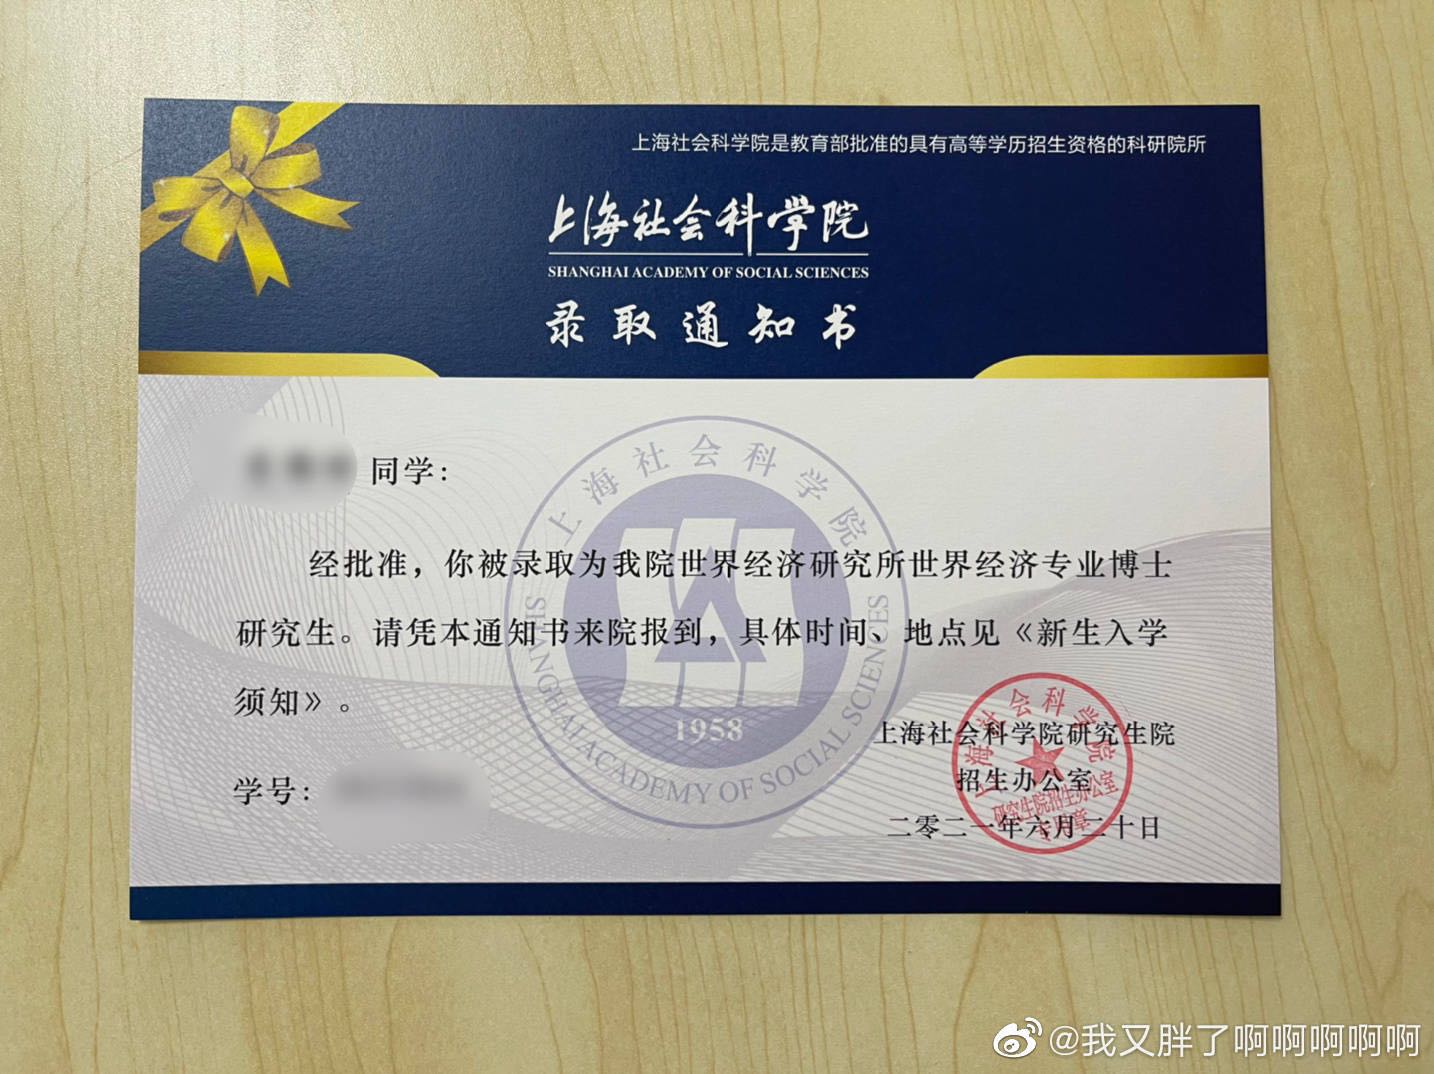 上海社会科学院是教育部批准的具有高等学历招生资格的科研院所
上海社会科学院
SHANGHAI ACADEMY OF SOCIAL SCIENCES
录取通知书
同学：
上海社会科学院
SHANGHAI ACADEMY OF SOCIAL SCIENCES
1958
经批准，你被录取为我院世界经济研究所世界经济专业博士
研究生。请凭本通知书来院报到，具体时间、地点见《新生入学
须知》。
学号：
上海社会科学院研究生院
招生办公室
二零二一年六月二十日
上海社会科学院
研究生院招生办公室
专用章
@我又胖了啊啊啊啊啊